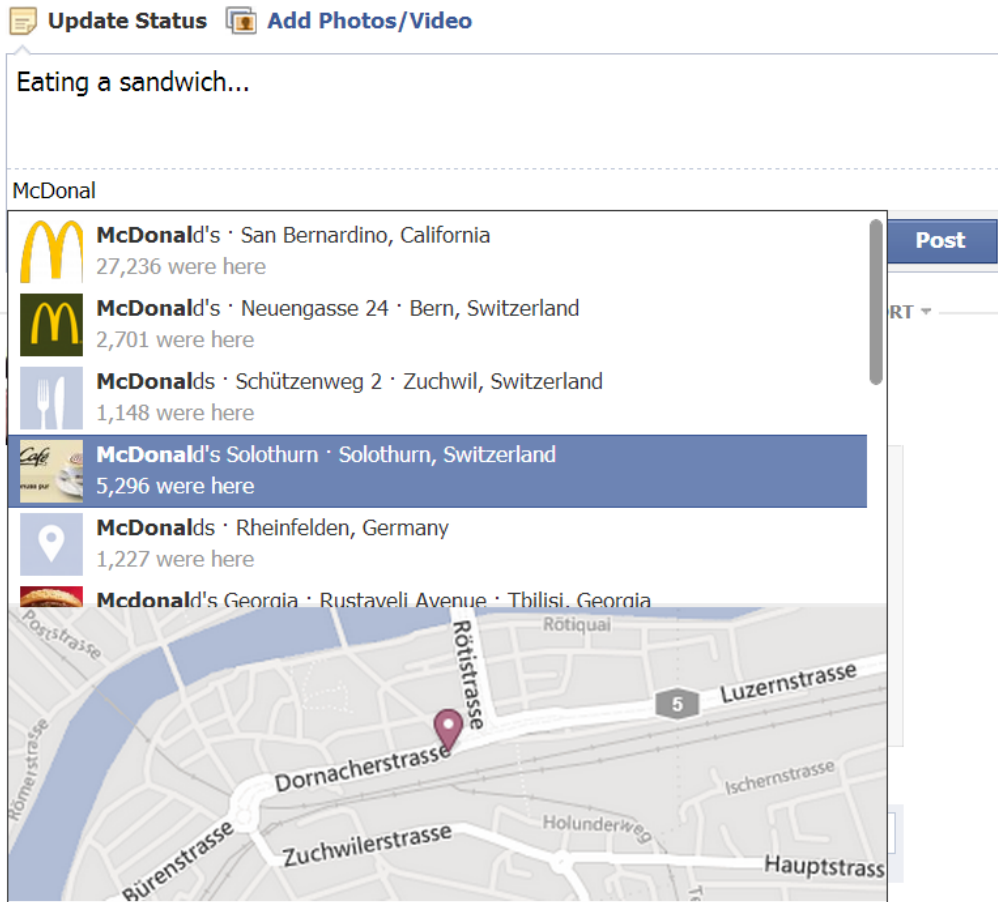 Update Status Add Photos/Video
Eating a sandwich...
McDonal
McDonald's · San Bernardino, California
27,236 were here
Post
McDonald's · Neuengasse 24 · Bern, Switzerland
2,701 were here
RT
McDonalds · Schützenweg 2 · Zuchwil, Switzerland
1,148 were here
Café
McDonald's Solothurn · Solothurn, Switzerland
5,296 were here
McDonalds · Rheinfelden, Germany
1,227 were here
Mcdonald's Georgia · Rustaveli Avenue · Tbilisi, Georgia
Poststrasse
Rötistrasse
Rötiquai
5
Luzernstrasse
Römerstrasse
Dornacherstrasse
Ischernstrasse
Bürenstrasse
Zuchwilerstrasse
Holunderweg
Hauptstrass